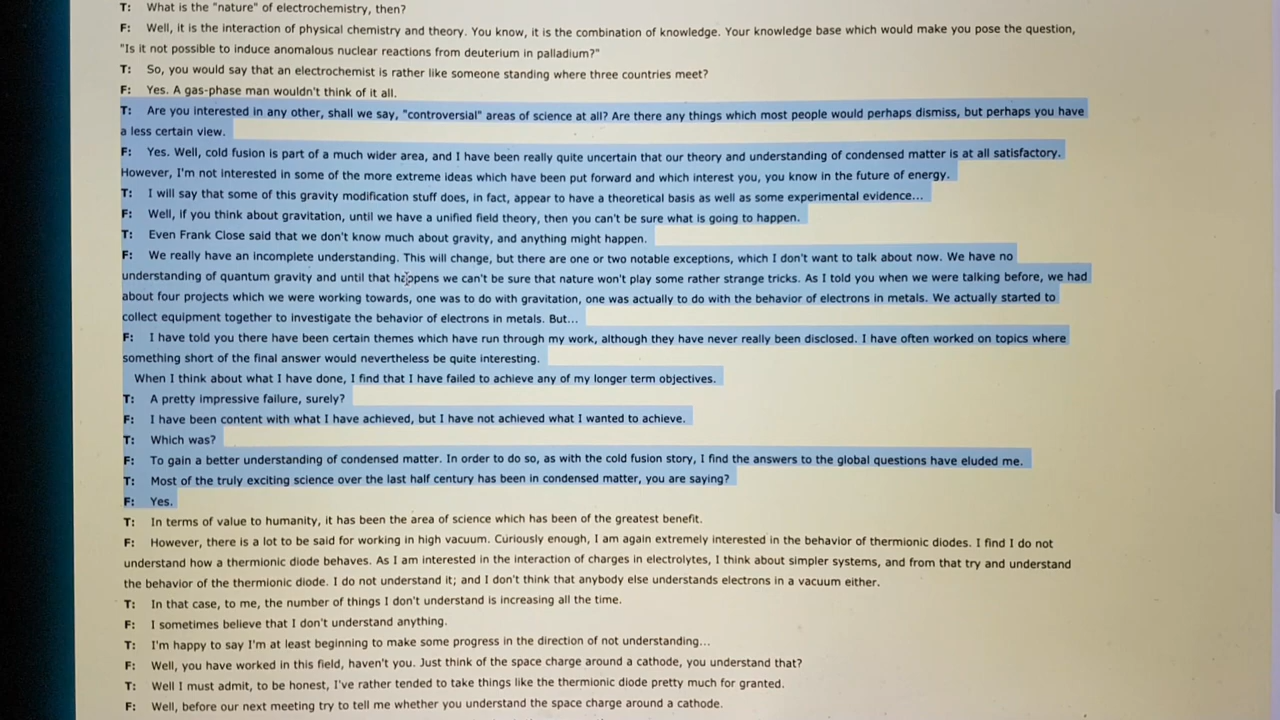 T: What is the "nature" of electrochemistry, then?
F: Well, it is the interaction of physical chemistry and theory. You know, it is the combination of knowledge. Your knowledge base which would make you pose the question,
"Is it not possible to induce anomalous nuclear reactions from deuterium in palladium?"
T: So, you would say that an electrochemist is rather like someone standing where three countries meet?
F: Yes. A gas-phase man wouldn't think of it all.
T: Are you interested in any other, shall we say, "controversial" areas of science at all? Are there any things which most people would perhaps dismiss, but perhaps you have
a less certain view.
F: Yes. Well, cold fusion is part of a much wider area, and I have been really quite uncertain that our theory and understanding of condensed matter is at all satisfactory.
However, I'm not interested in some of the more extreme ideas which have been put forward and which interest you, you know in the future of energy.
T: I will say that some of this gravity modification stuff does, in fact, appear to have a theoretical basis as well as some experimental evidence...
F: Well, if you think about gravitation, until we have a unified field theory, then you can't be sure what is going to happen.
T: Even Frank Close said that we don't know much about gravity, and anything might happen.
F: We really have an incomplete understanding. This will change, but there are one or two notable exceptions, which I don't want to talk about now. We have no
understanding of quantum gravity and until that happens we can't be sure that nature won't play some rather strange tricks. As I told you when we were talking before, we had
about four projects which we were working towards, one was to do with gravitation, one was actually to do with the behavior of electrons in metals. We actually started to
collect equipment together to investigate the behavior of electrons in metals. But...
F: I have told you there have been certain themes which have run through my work, although they have never really been disclosed. I have often worked on topics where
something short of the final answer would nevertheless be quite interesting.
When I think about what I have done, I find that I have failed to achieve any of my longer term objectives.
T: A pretty impressive failure, surely?
F: I have been content with what I have achieved, but I have not achieved what I wanted to achieve.
T: Which was?
F: To gain a better understanding of condensed matter. In order to do so, as with the cold fusion story, I find the answers to the global questions have eluded me.
T: Most of the truly exciting science over the last half century has been in condensed matter, you are saying?
F: Yes.
T: In terms of value to humanity, it has been the area of science which has been of the greatest benefit.
F: However, there is a lot to be said for working in high vacuum. Curiously enough, I am again extremely interested in the behavior of thermionic diodes. I find I do not
understand how a thermionic diode behaves. As I am interested in the interaction of charges in electrolytes, I think about simpler systems, and from that try and understand
the behavior of the thermionic diode. I do not understand it; and I don't think that anybody else understands electrons in a vacuum either.
T: In that case, to me, the number of things I don't understand is increasing all the time.
F: I sometimes believe that I don't understand anything.
T: I'm happy to say I'm at least beginning to make some progress in the direction of not understanding...
F: Well, you have worked in this field, haven't you. Just think of the space charge around a cathode, you understand that?
T: Well I must admit, to be honest, I've rather tended to take things like the thermionic diode pretty much for granted.
F: Well, before our next meeting try to tell me whether you understand the space charge around a cathode.